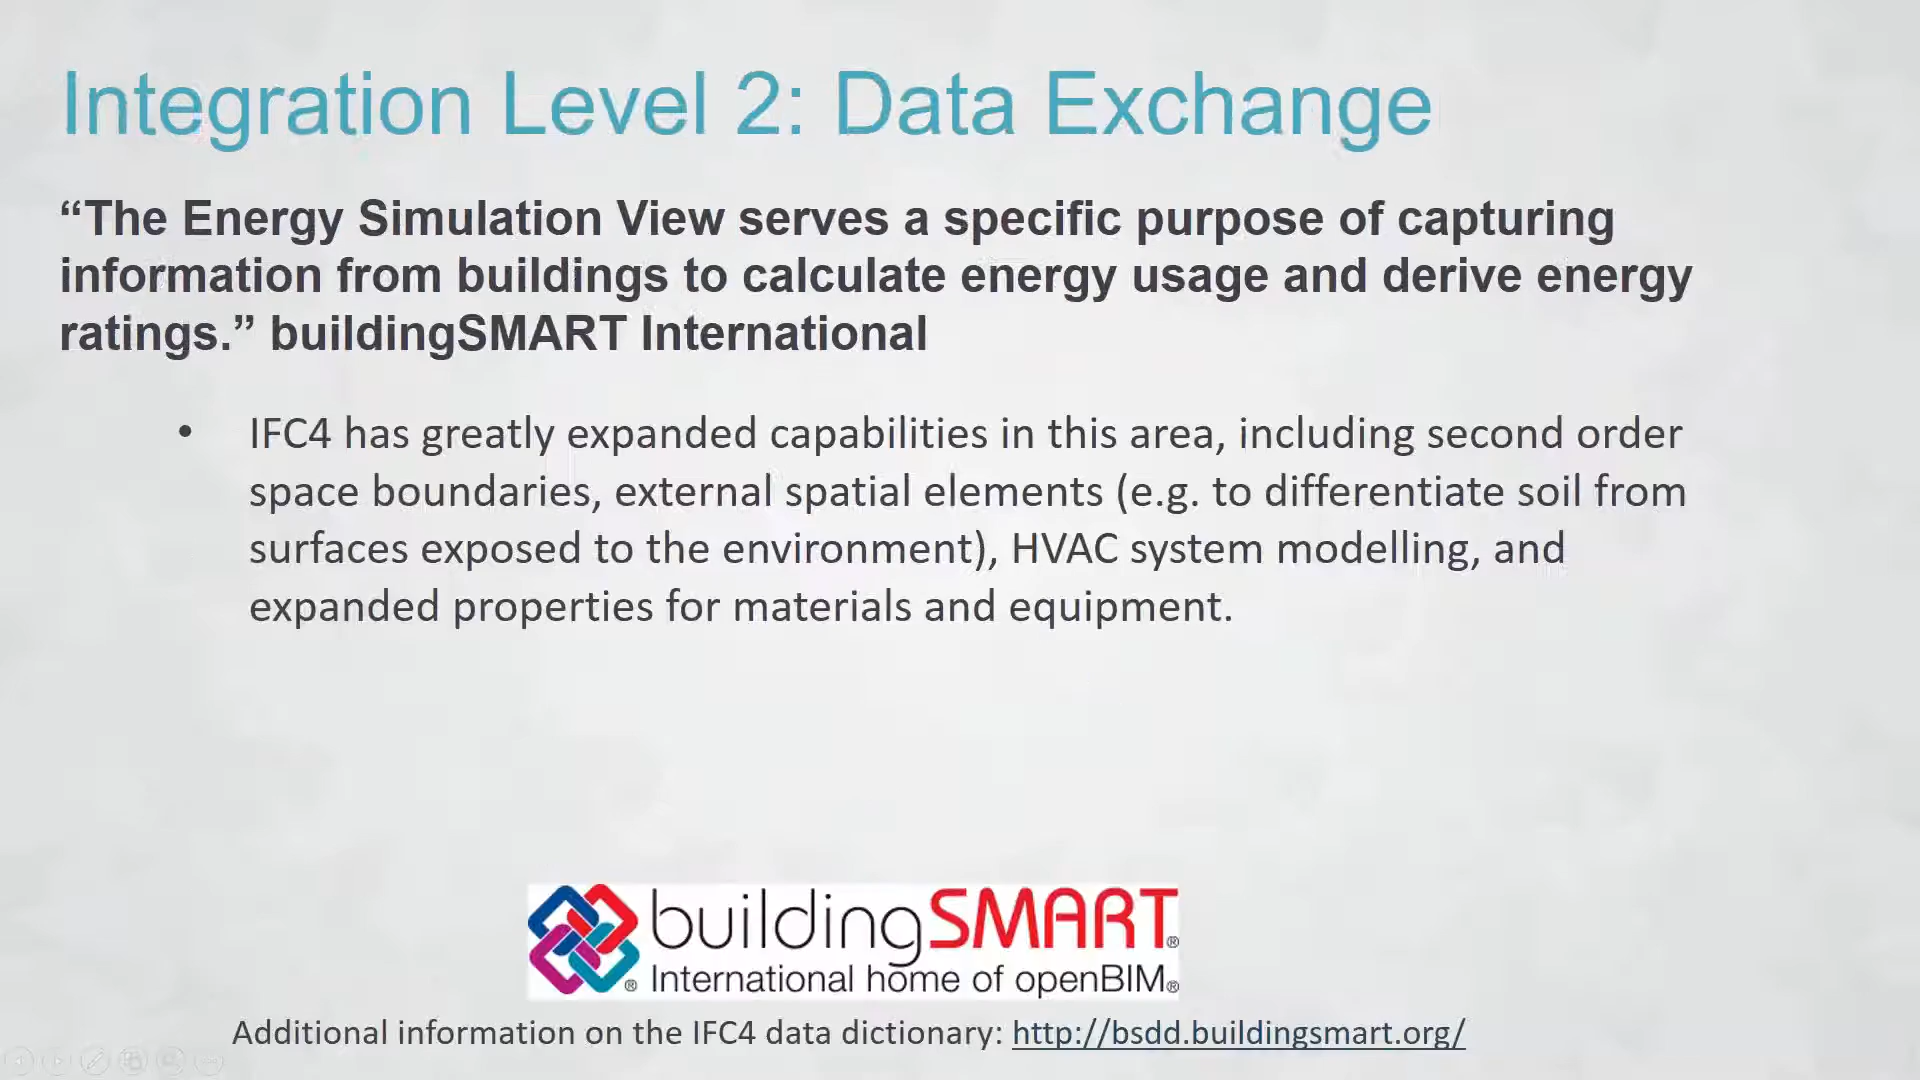 Integration Level 2: Data Exchange
“The Energy Simulation View serves a specific purpose of capturing
information from buildings to calculate energy usage and derive energy
ratings.” buildingSMART International
• IFC4 has greatly expanded capabilities in this area, including second order
space boundaries, external spatial elements (e.g. to differentiate soil from
surfaces exposed to the environment), HVAC system modelling, and
expanded properties for materials and equipment.
buildingSMART®
® International home of openBIM®
Additional information on the IFC4 data dictionary: http://bsdd.buildingsmart.org/